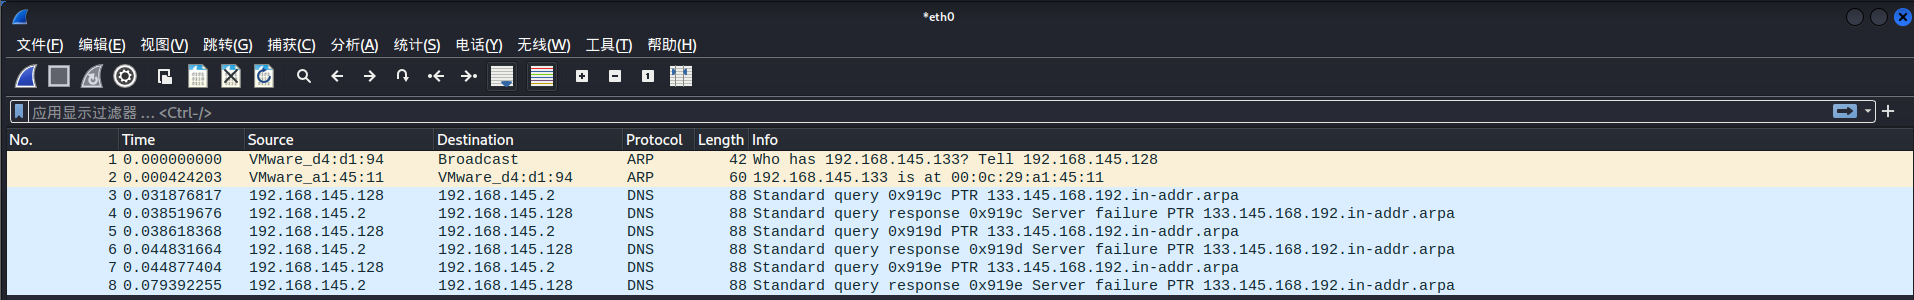 *eth0
文件(F) 编辑(E) 视图(V) 跳转(G) 捕获(C) 分析(A) 统计(S) 电话(Y) 无线(W) 工具(T) 帮助(H)
应用显示过滤器 … <Ctrl-/>
No. Time Source Destination Protocol Length Info
1 0.000000000 VMware_d4:d1:94 Broadcast ARP 42 Who has 192.168.145.133? Tell 192.168.145.128
2 0.000424203 VMware_a1:45:11 VMware_d4:d1:94 ARP 60 192.168.145.133 is at 00:0c:29:a1:45:11
3 0.031876817 192.168.145.128 192.168.145.2 DNS 88 Standard query 0x919c PTR 133.145.168.192.in-addr.arpa
4 0.038519676 192.168.145.2 192.168.145.128 DNS 88 Standard query response 0x919c Server failure PTR 133.145.168.192.in-addr.arpa
5 0.038618368 192.168.145.128 192.168.145.2 DNS 88 Standard query 0x919d PTR 133.145.168.192.in-addr.arpa
6 0.044831664 192.168.145.2 192.168.145.128 DNS 88 Standard query response 0x919d Server failure PTR 133.145.168.192.in-addr.arpa
7 0.044877404 192.168.145.128 192.168.145.2 DNS 88 Standard query 0x919e PTR 133.145.168.192.in-addr.arpa
8 0.079392255 192.168.145.2 192.168.145.128 DNS 88 Standard query response 0x919e Server failure PTR 133.145.168.192.in-addr.arpa